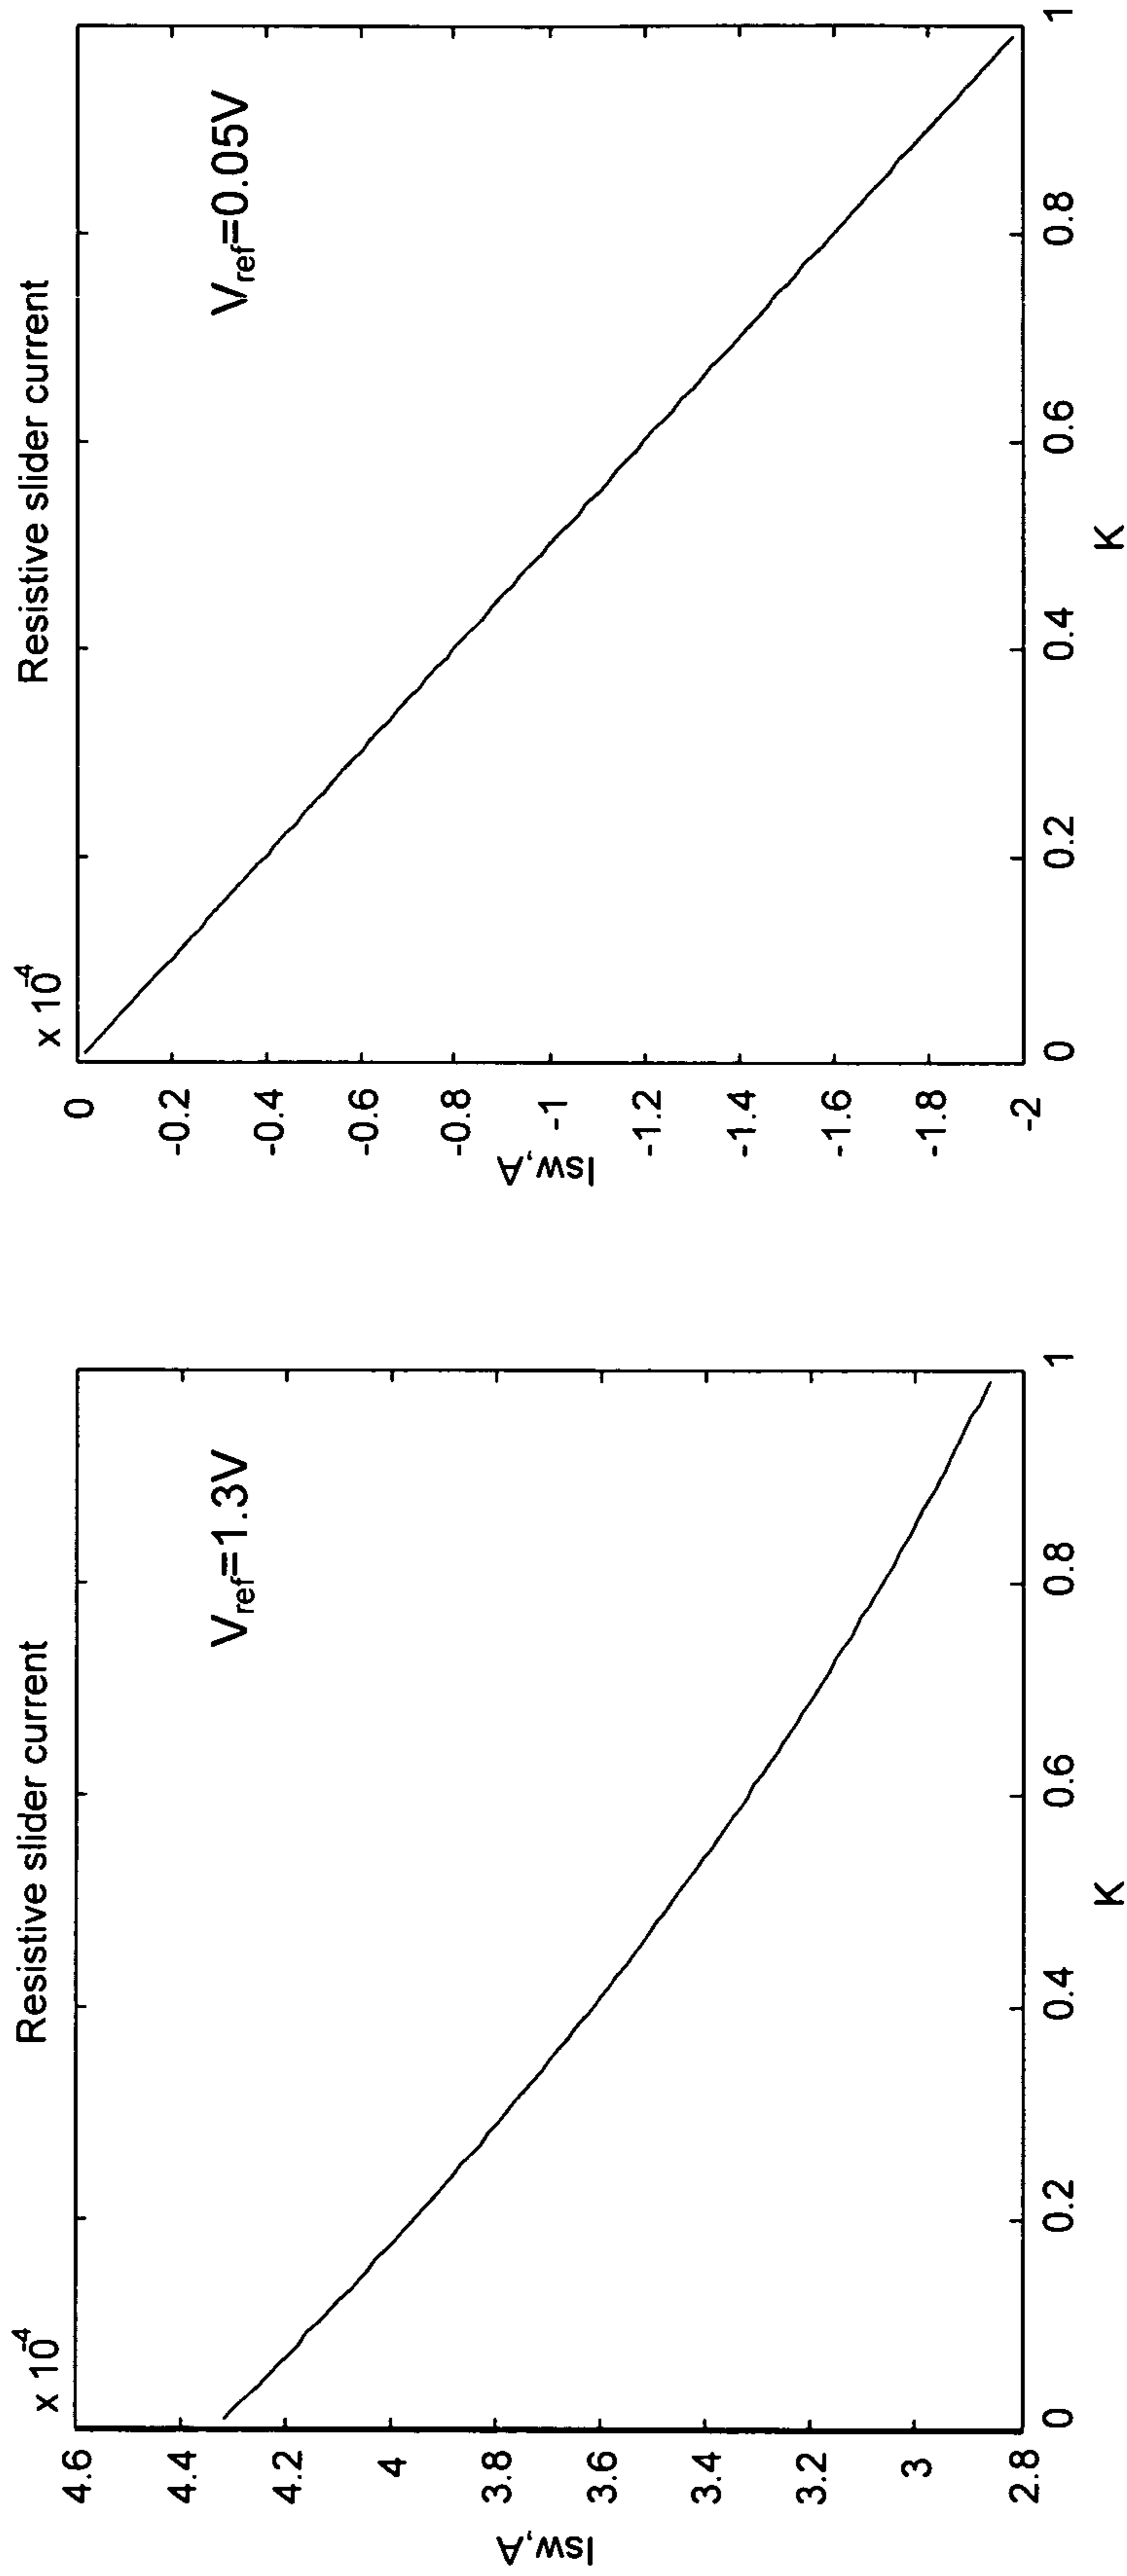 Resistive slider current
x 10-4
4.6
4.4
4.2
4
3.8
3.6
3.4
3.2
3
2.8
Isw,A
Vref=1.3V
0 0.2 0.4 0.6 0.8 1
K
Resistive slider current
x 10-4
0
-0.2
-0.4
-0.6
-0.8
-1
-1.2
-1.4
-1.6
-1.8
-2
Isw,A
Vref=0.05V
0 0.2 0.4 0.6 0.8 1
K